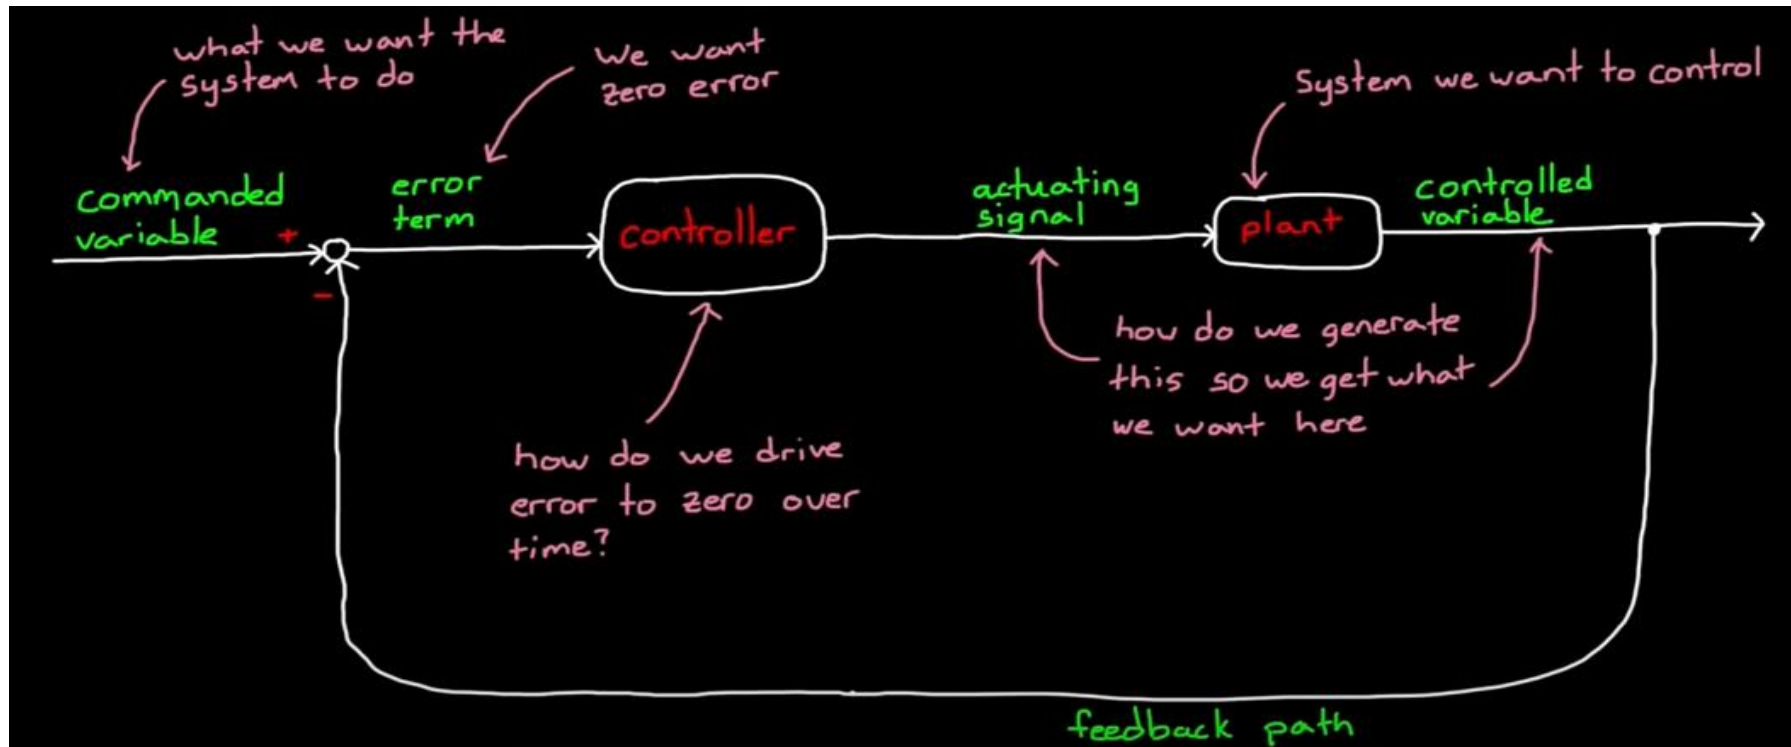 what we want the
system to do
we want
zero error
System we want to control
commanded
variable
+
-
error
term
controller
actuating
signal
plant
controlled
variable
how do we generate
this so we get what
we want here
how do we drive
error to zero over
time?
feedback path